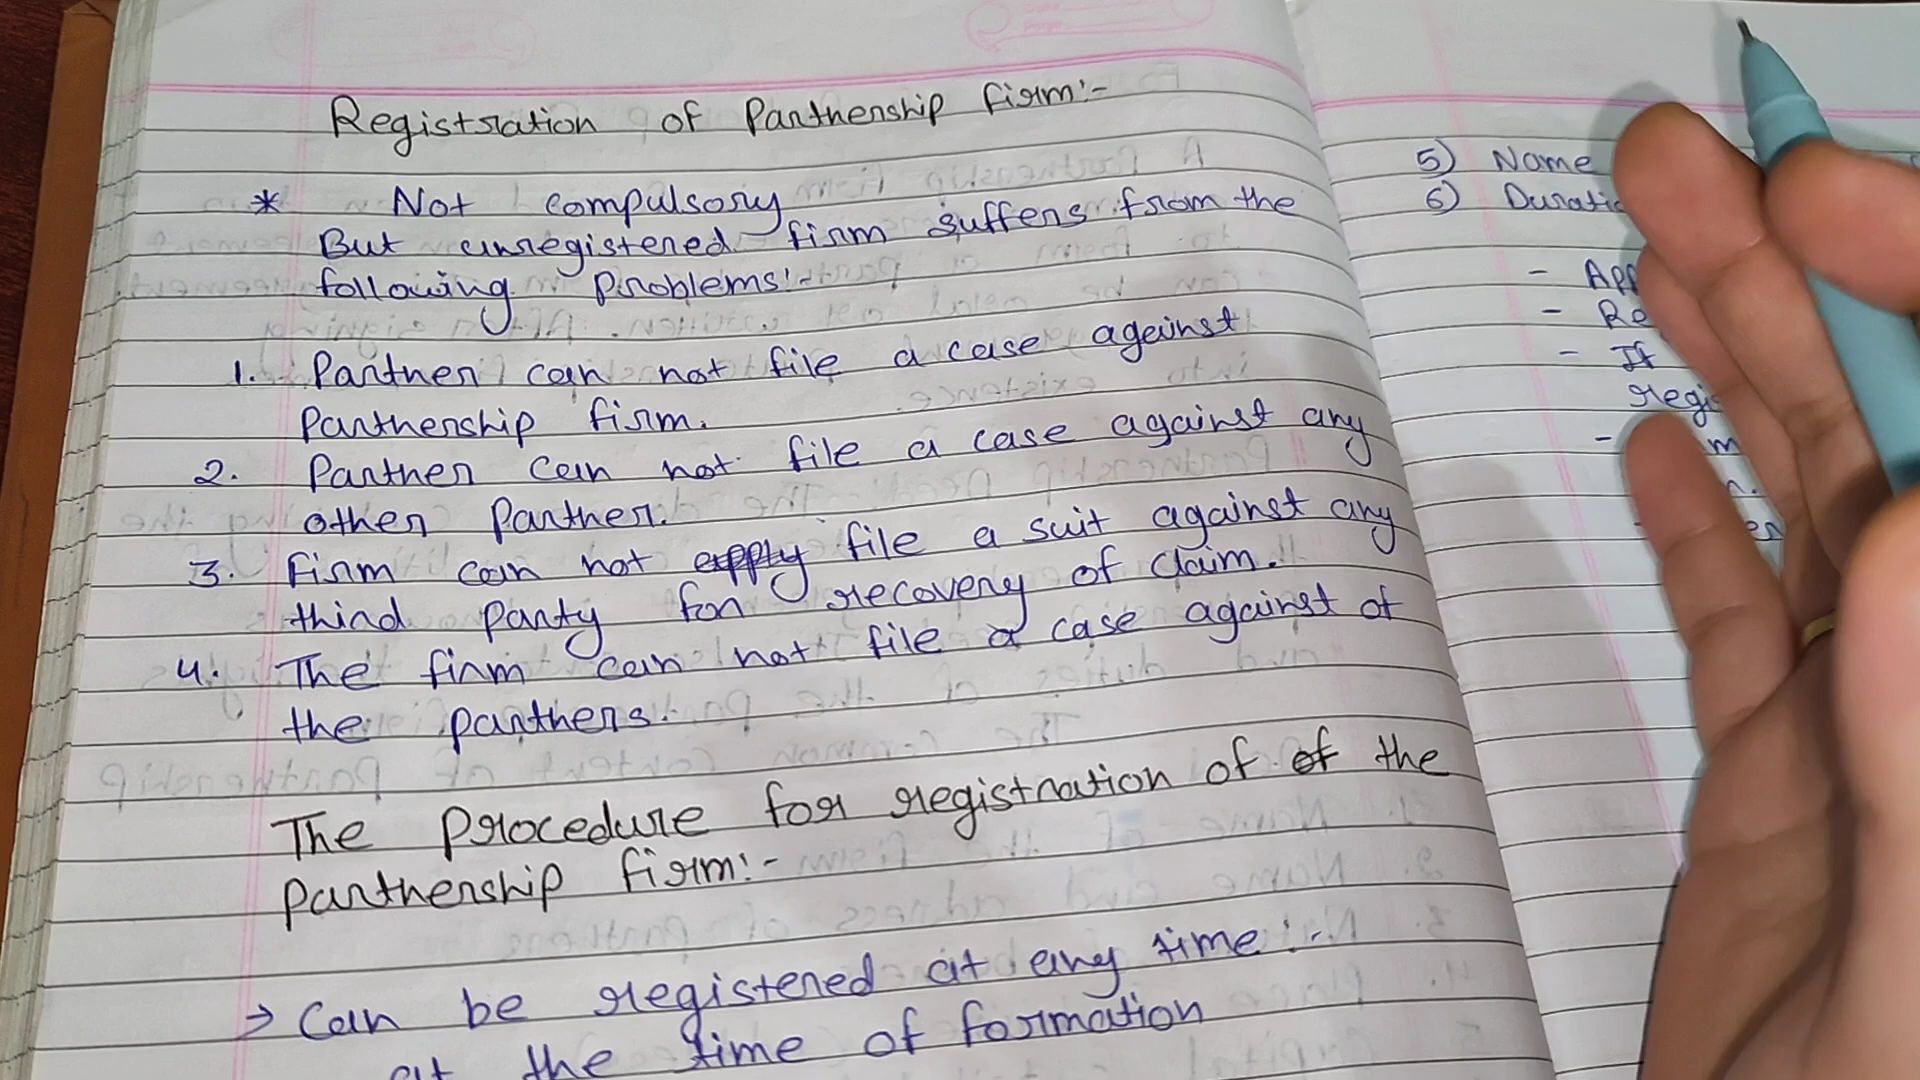 Registration of Partnership firm:-
* Not compulsory
But unregistered firm suffers from the
following Problems:-
1. Partner can not file a case against
Partnership firm.
2. Partner can not file a case against any
other Partner.
3. Firm can not apply file a suit against any
third party for recovery of claim.
4. The firm can not file a case against of
the partners.
The Procedure for registration of of the
partnership firm:-
→ Can be registered at any time:-
at the time of formation
5) Name
6)
-
-
- If
-